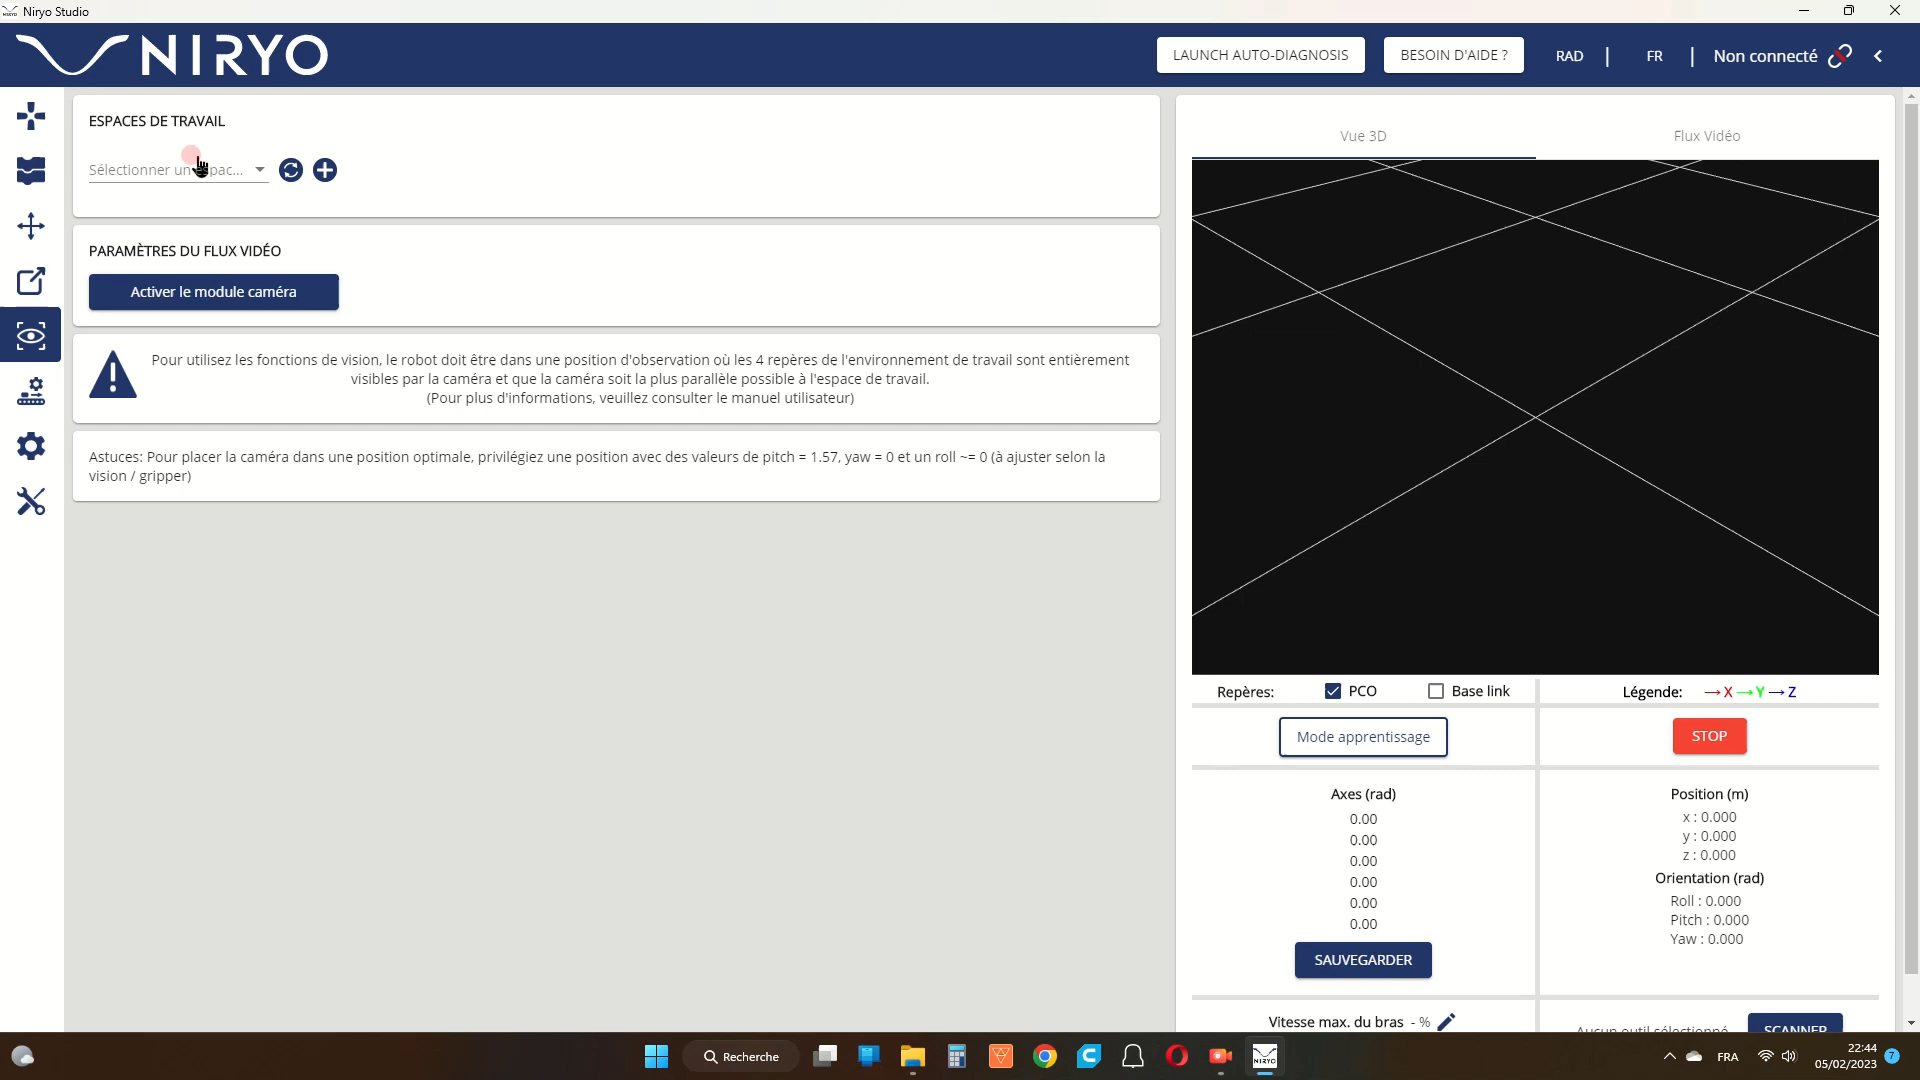 Niryo Studio
NIRYO
LAUNCH AUTO-DIAGNOSIS
BESOIN D'AIDE ?
RAD
FR
Non connecté
ESPACES DE TRAVAIL
Sélectionner un
PARAMÈTRES DU FLUX VIDÉO
Activer le module caméra
Pour utilisez les fonctions de vision, le robot doit être dans une position d'observation où les 4 repères de l'environnement de travail sont entièrement
visibles par la caméra et que la caméra soit la plus parallèle possible à l'espace de travail.
(Pour plus d'informations, veuillez consulter le manuel utilisateur)
Astuces: Pour placer la caméra dans une position optimale, privilégiez une position avec des valeurs de pitch = 1.57, yaw = 0 et un roll ~= 0 (à ajuster selon la
vision / gripper)
Vue 3D
Flux Vidéo
Repères:
PCO
Base link
Légende:
X
Y
Z
Mode apprentissage
STOP
Axes (rad)
0.00
0.00
0.00
0.00
0.00
0.00
SAUVEGARDER
Position (m)
x : 0.000
y : 0.000
z : 0.000
Orientation (rad)
Roll : 0.000
Pitch : 0.000
Yaw : 0.000
Vitesse max. du bras - %
Aucun outil sélectionné
SCANNER
Recherche
NIRYO
FRA
22:44
05/02/2023
7